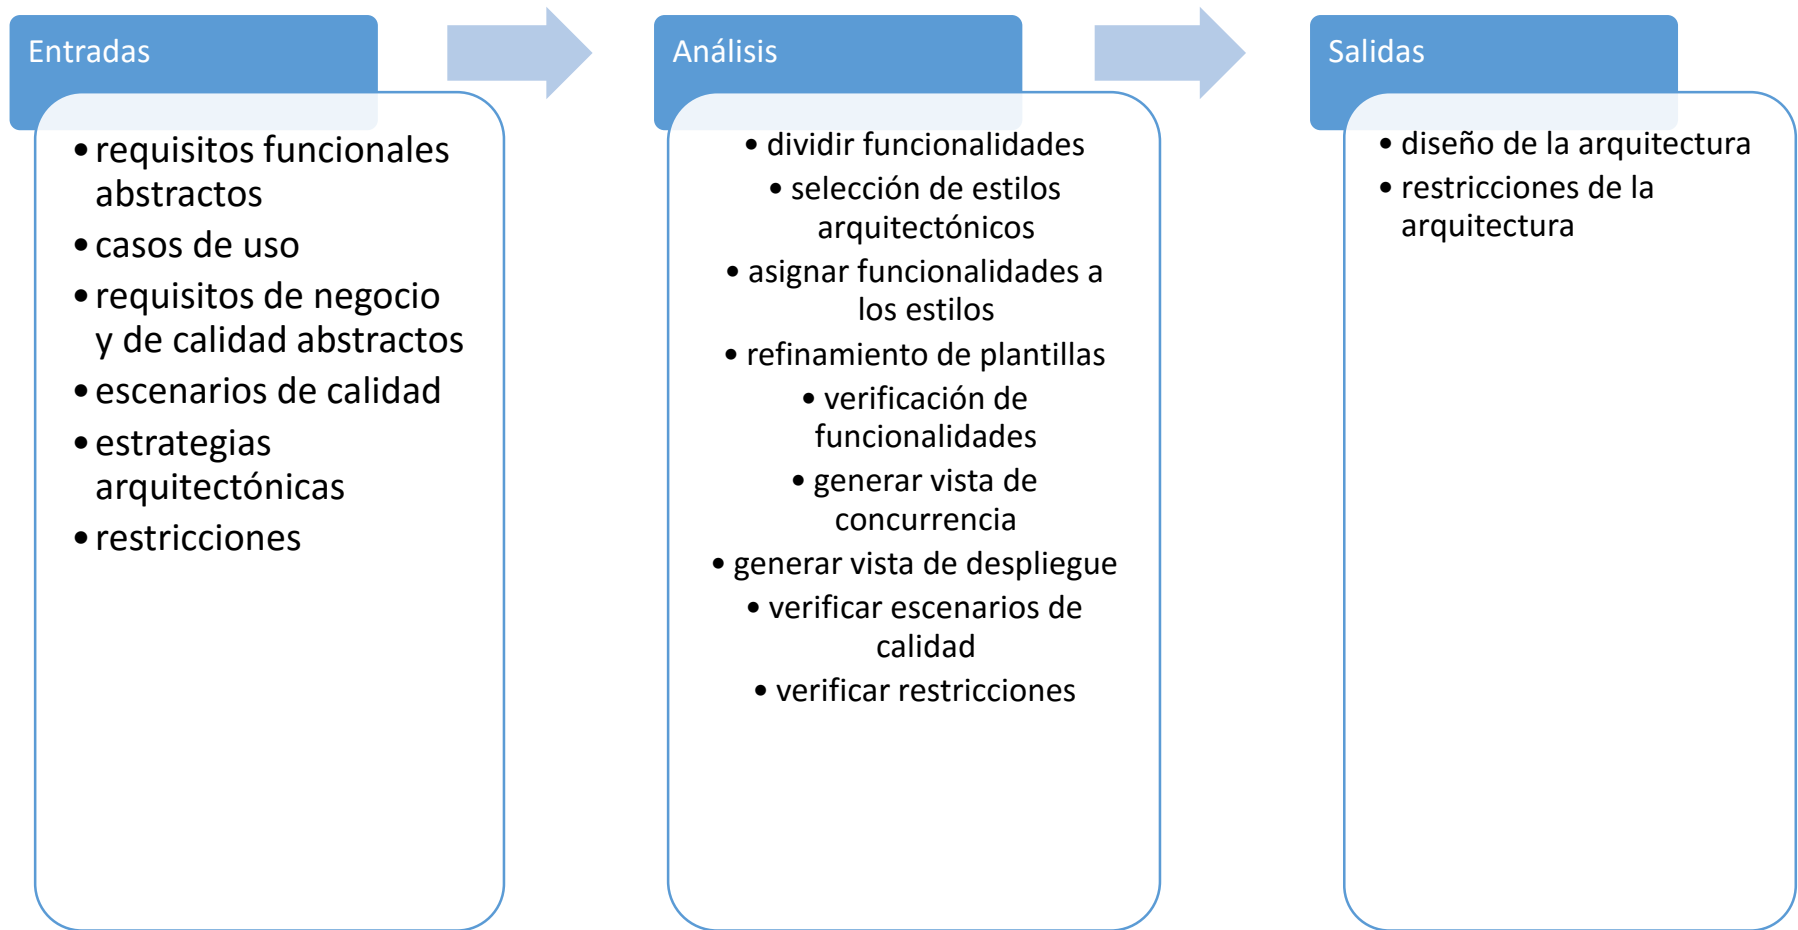 Entradas
• requisitos funcionales
abstractos
• casos de uso
• requisitos de negocio
y de calidad abstractos
• escenarios de calidad
• estrategias
arquitectónicas
• restricciones
Análisis
• dividir funcionalidades
• selección de estilos
arquitectónicos
• asignar funcionalidades a
los estilos
• refinamiento de plantillas
• verificación de
funcionalidades
• generar vista de
concurrencia
• generar vista de despliegue
• verificar escenarios de
calidad
• verificar restricciones
Salidas
• diseño de la arquitectura
• restricciones de la
arquitectura